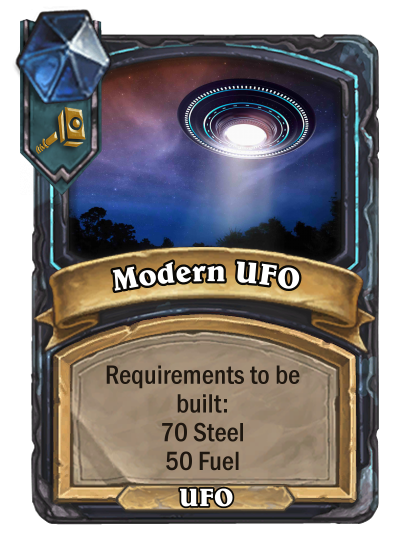 Modern UFO
Requirements to be
built:
70 Steel
50 Fuel
UFO